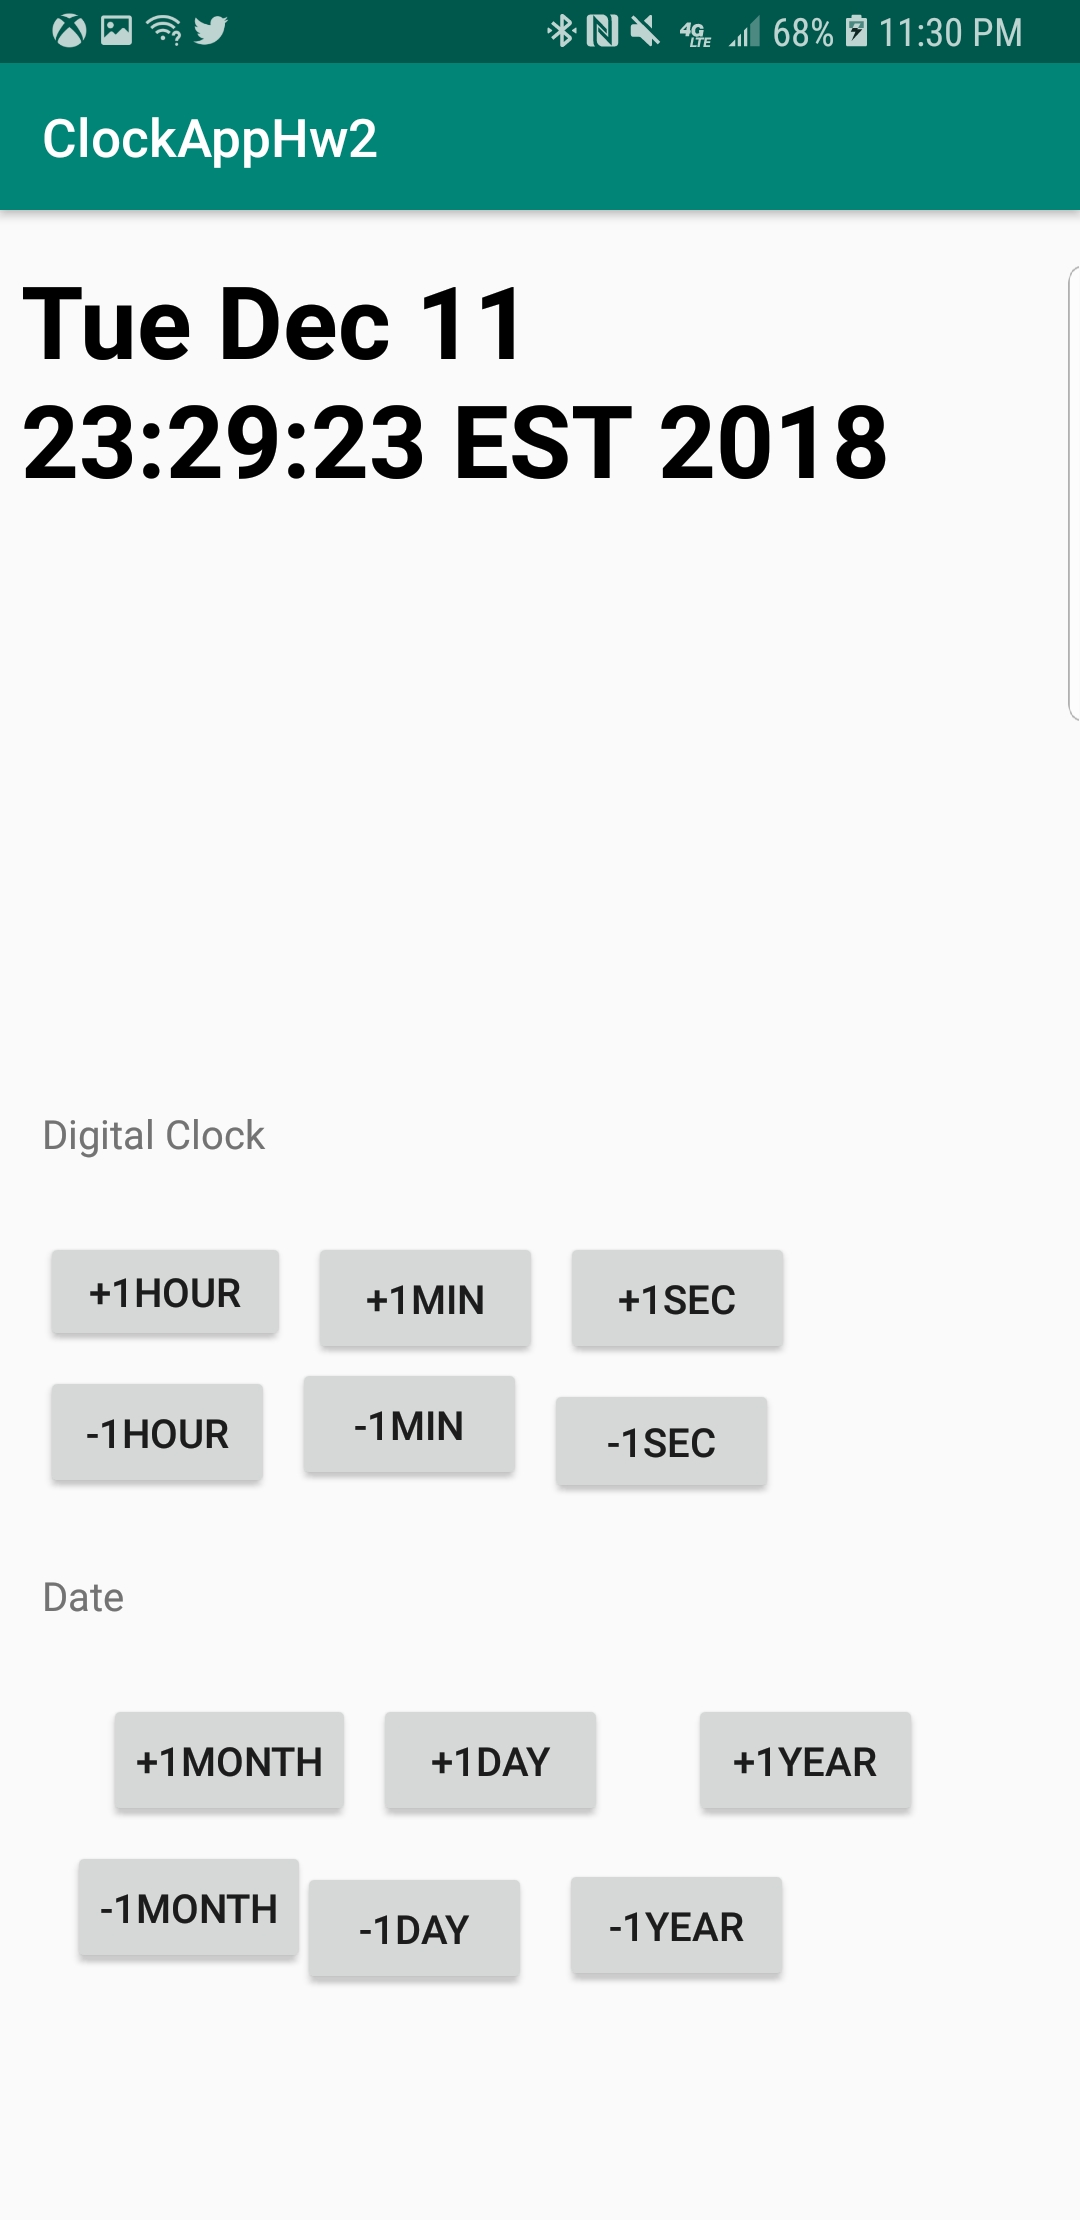 4G LTE 68% 11:30 PM
ClockAppHw2
Tue Dec 11
23:29:23 EST 2018
Digital Clock
+1HOUR +1MIN +1SEC
-1HOUR -1MIN -1SEC
Date
+1MONTH +1DAY +1YEAR
-1MONTH -1DAY -1YEAR